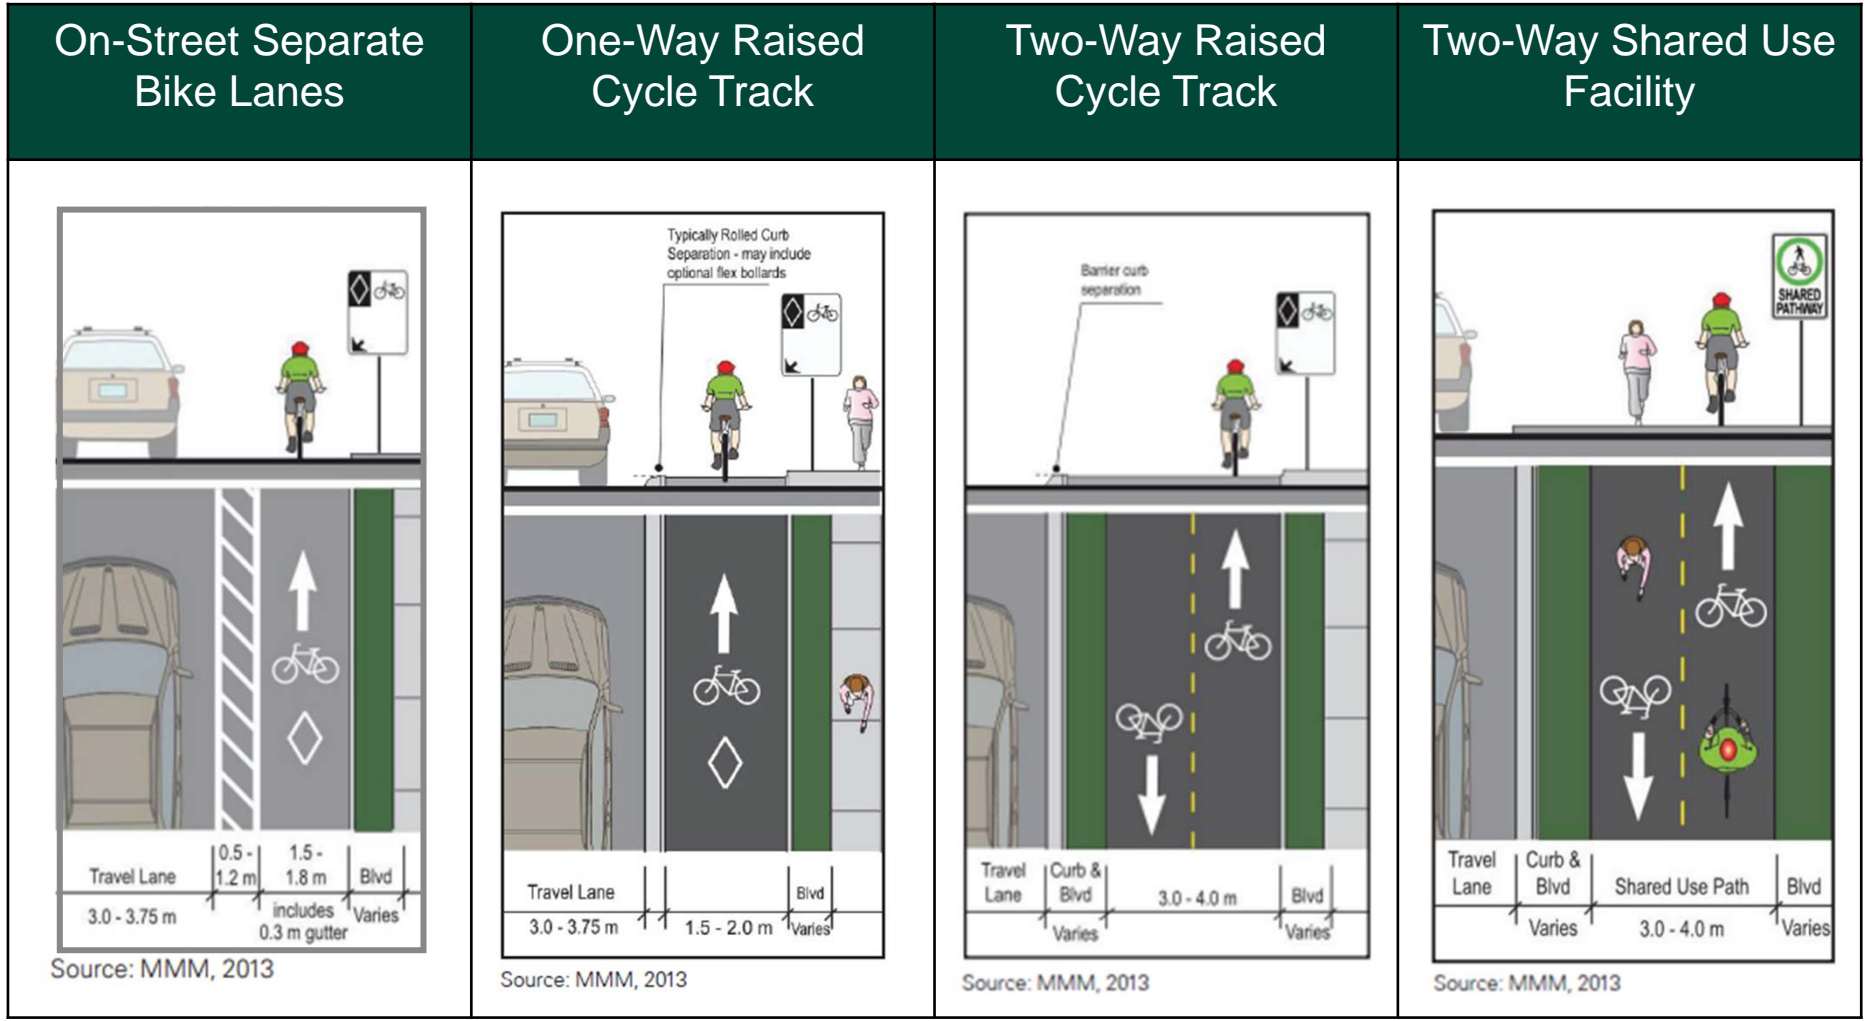 On-Street Separate
Bike Lanes
One-Way Raised
Cycle Track
Two-Way Raised
Cycle Track
Two-Way Shared Use
Facility
Travel Lane
0.5 -
1.2 m
1.5 -
1.8 m
Blvd
3.0 - 3.75 m
includes
0.3 m gutter
Varies
Source: MMM, 2013
Typically Rolled Curb
Separation - may include
optional flex bollards
Travel Lane
Blvd
3.0 - 3.75 m
1.5 - 2.0 m
Varies
Source: MMM, 2013
Barrier curb
separation
Travel
Lane
Curb &
Blvd
3.0 - 4.0 m
Blvd
Varies
Varies
Source: MMM, 2013
SHARED
PATHWAY
Travel
Lane
Curb &
Blvd
Shared Use Path
Blvd
Varies
3.0 - 4.0 m
Varies
Source: MMM, 2013